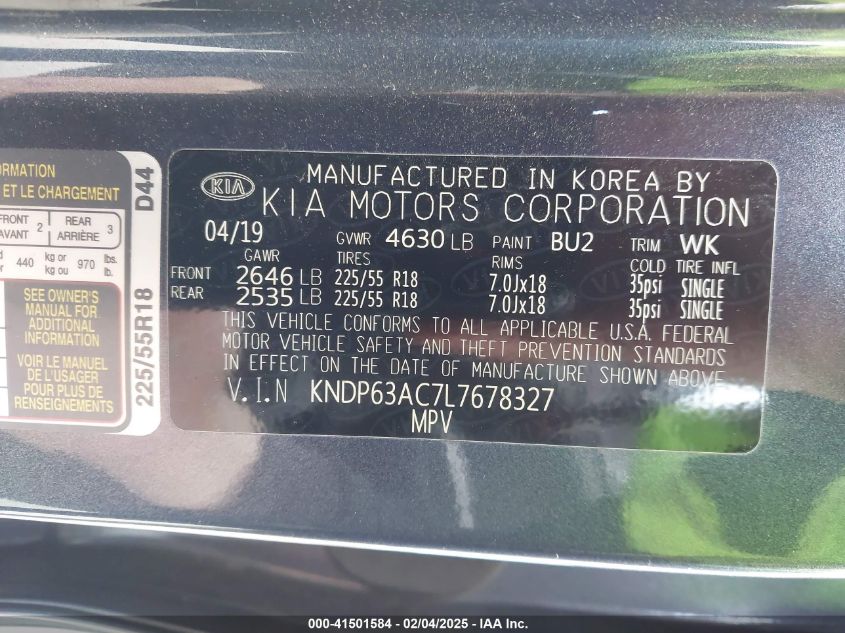 ORMATION
ET LE CHARGEMENT
FRONT 2 REAR 3
AVANT ARRIÈRE
440 kg or 970 lbs.
kg ou lb.
SEE OWNER'S
MANUAL FOR
ADDITIONAL
INFORMATION
VOIR LE MANUEL
DE L'USAGER
POUR PLUS DE
RENSEIGNEMENTS
225/55R18 D44
KIA MANUFACTURED IN KOREA BY
KIA MOTORS CORPORATION
04/19 GVWR 4630 LB PAINT BU2 TRIM WK
GAWR TIRES RIMS COLD TIRE INFL
FRONT 2646 LB 225/55 R18 7.0Jx18 35psi SINGLE
REAR 2535 LB 225/55 R18 7.0Jx18 35psi SINGLE
THIS VEHICLE CONFORMS TO ALL APPLICABLE U.S.A. FEDERAL
MOTOR VEHICLE SAFETY AND THEFT PREVENTION STANDARDS
IN EFFECT ON THE DATE OF MANUFACTURE SHOWN ABOVE.
V.I.N KNDP63AC7L7678327
MPV
000-41501584 - 02/04/2025 - IAA Inc.